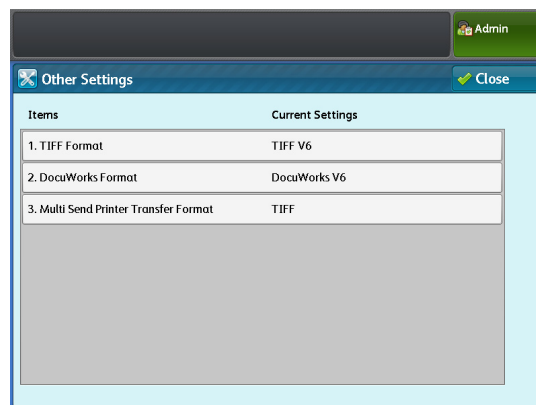 Admin
Other Settings
Close
Items Current Settings
1. TIFF Format TIFF V6
2. DocuWorks Format DocuWorks V6
3. Multi Send Printer Transfer Format TIFF